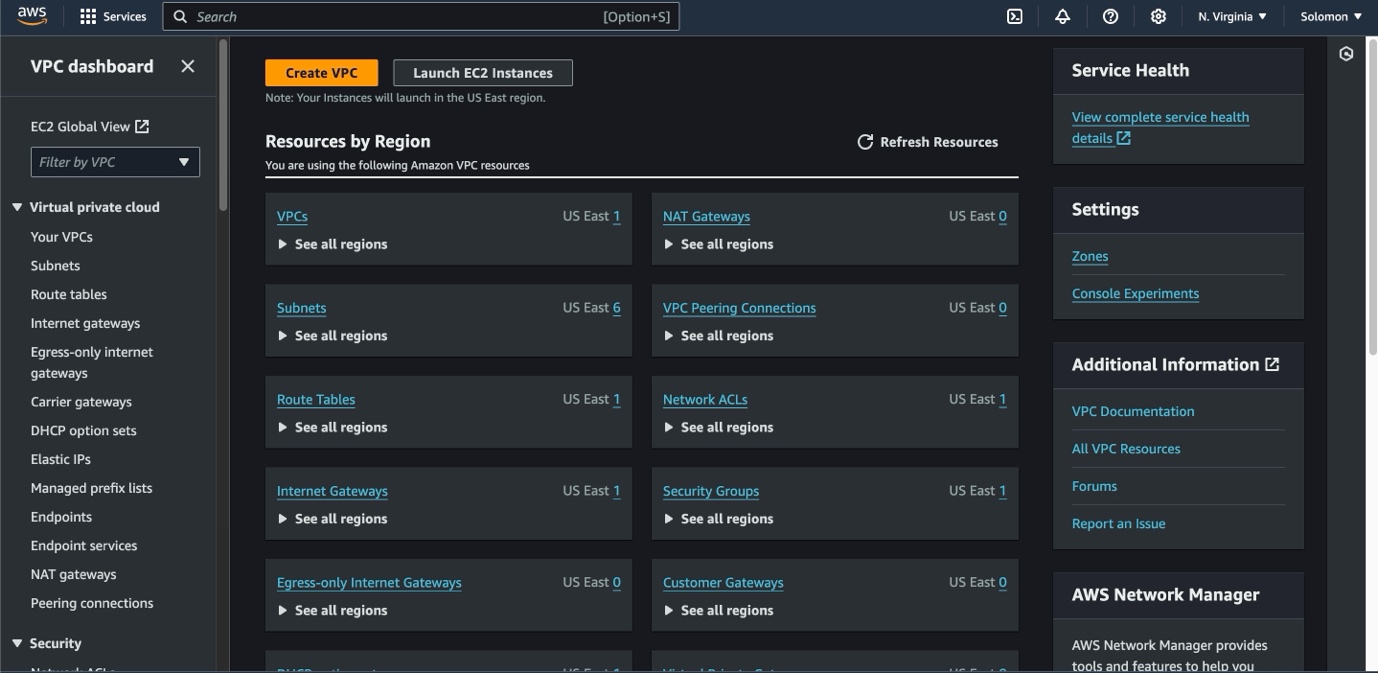 aws
Services
Search
[Option+S]
N. Virginia
Solomon
VPC dashboard
EC2 Global View
Filter by VPC
Virtual private cloud
Your VPCs
Subnets
Route tables
Internet gateways
Egress-only internet
gateways
Carrier gateways
DHCP option sets
Elastic IPs
Managed prefix lists
Endpoints
Endpoint services
NAT gateways
Peering connections
Security
Network ACLs
Create VPC
Launch EC2 Instances
Note: Your Instances will launch in the US East region.
Resources by Region
Refresh Resources
You are using the following Amazon VPC resources
VPCs US East 1
See all regions
NAT Gateways US East 0
See all regions
Subnets US East 6
See all regions
VPC Peering Connections US East 0
See all regions
Route Tables US East 1
See all regions
Network ACLs US East 1
See all regions
Internet Gateways US East 1
See all regions
Security Groups US East 1
See all regions
Egress-only Internet Gateways US East 0
See all regions
Customer Gateways US East 0
See all regions
Service Health
View complete service health
details
Settings
Zones
Console Experiments
Additional Information
VPC Documentation
All VPC Resources
Forums
Report an Issue
AWS Network Manager
AWS Network Manager provides
tools and features to help you